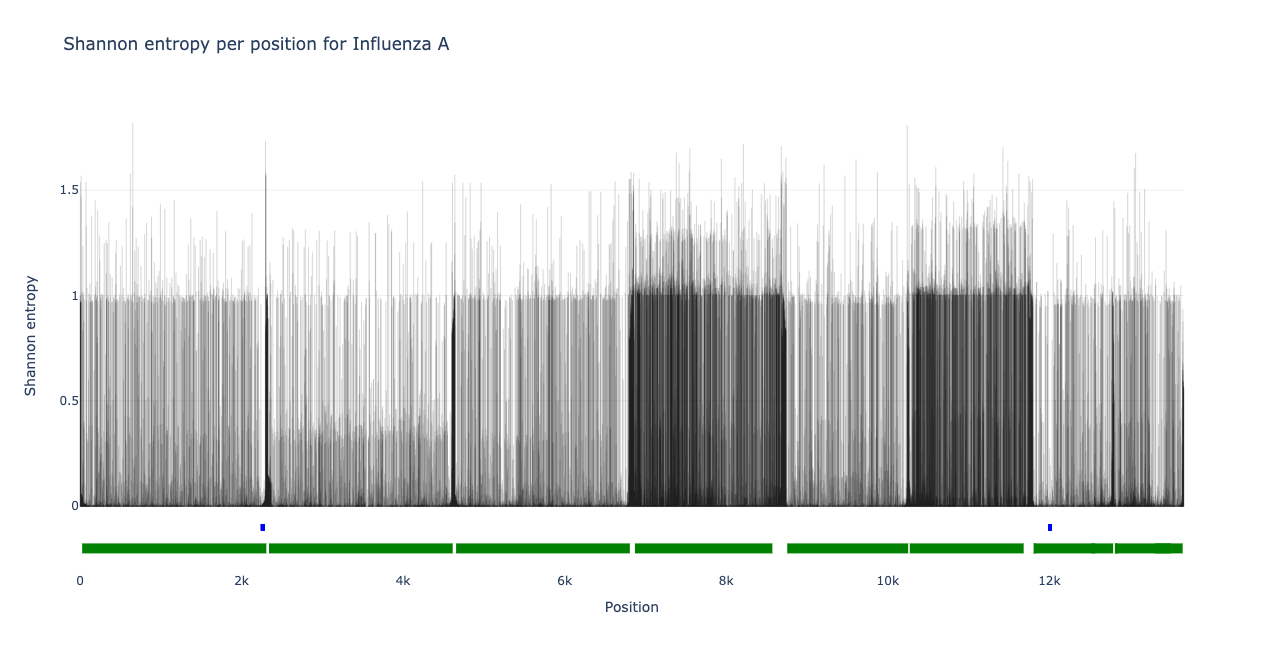 Shannon entropy per position for Influenza A
Shannon entropy
1.5
1
0.5
0
0 2k 4k 6k 8k 10k 12k
Position